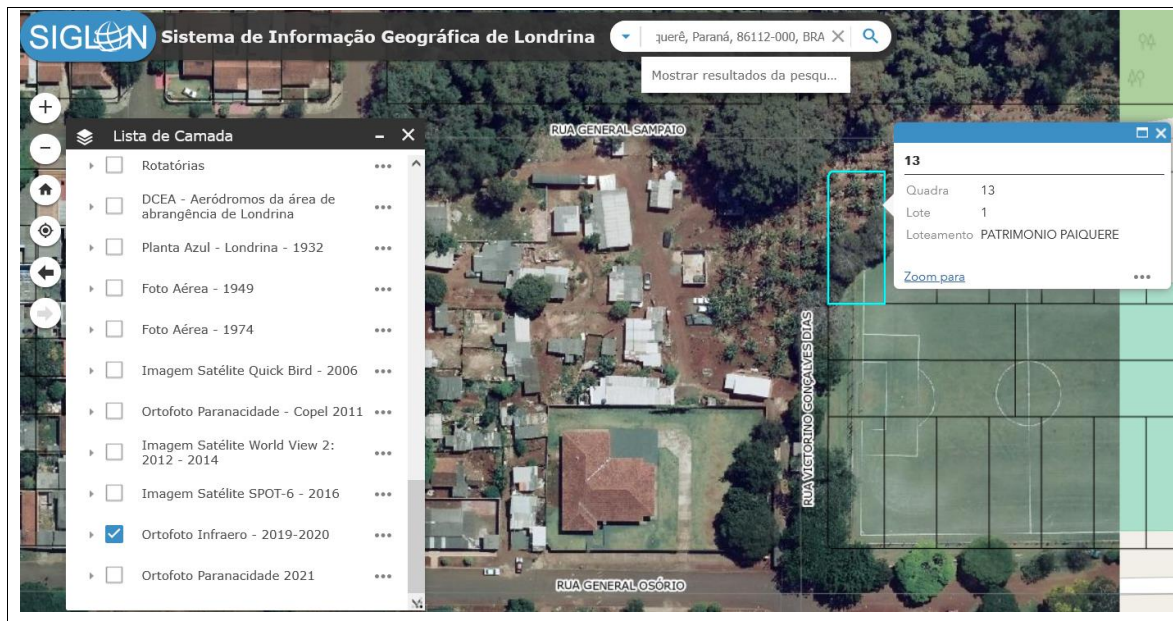 SIGLON
Sistema de Informação Geográfica de Londrina
querê, Paraná, 86112-000, BRA
Mostrar resultados da pesqu...
Lista de Camada
Rotatórias
DCEA - Aeródromos da área de
abrangência de Londrina
Planta Azul - Londrina - 1932
Foto Aérea - 1949
Foto Aérea - 1974
Imagem Satélite Quick Bird - 2006
Ortofoto Paranacidade - Copel 2011
Imagem Satélite World View 2:
2012 - 2014
Imagem Satélite SPOT-6 - 2016
Ortofoto Infraero - 2019-2020
Ortofoto Paranacidade 2021
RUA GENERAL SAMPAIO
RUA VICTORINO GONÇALVES DIAS
RUA GENERAL OSÓRIO
13
Quadra 13
Lote 1
Loteamento PATRIMONIO PAIQUERE
Zoom para